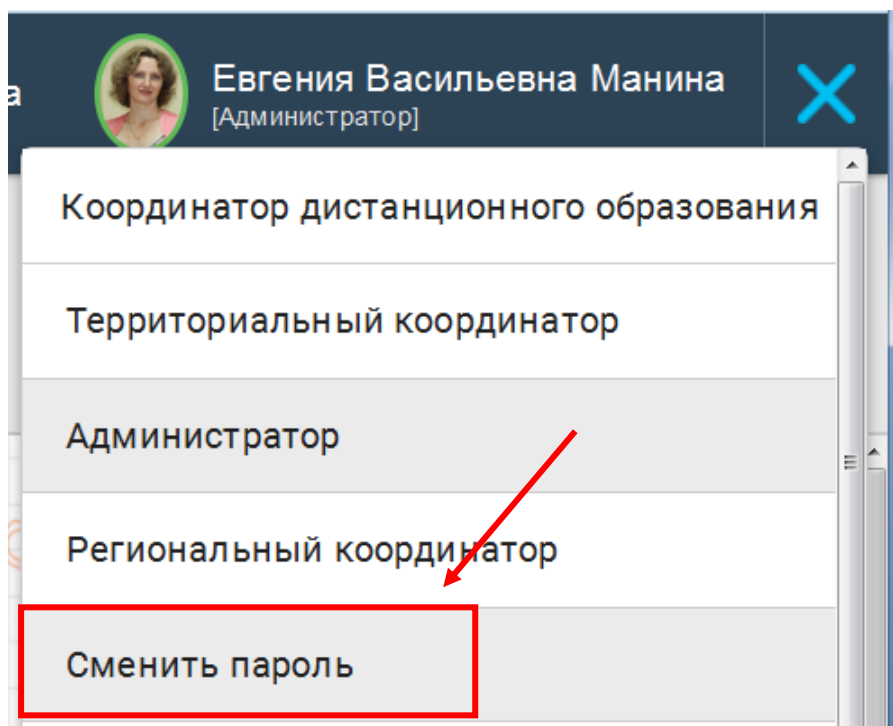 а
Евгения Васильевна Манина
[Администратор]
Координатор дистанционного образования
Территориальный координатор
Администратор
Региональный координатор
Сменить пароль